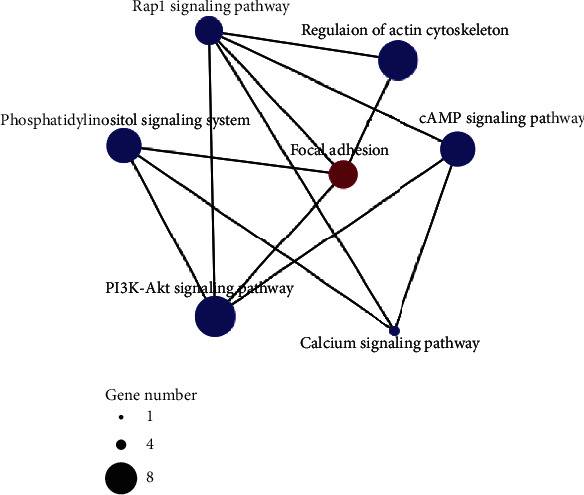 Rap1 signaling pathway
Regulaion of actin cytoskeleton
Phosphatidylinositol signaling system
cAMP signaling pathway
Focal adhesion
PI3K-Akt signaling pathway
Calcium signaling pathway
Gene number
1
4
8